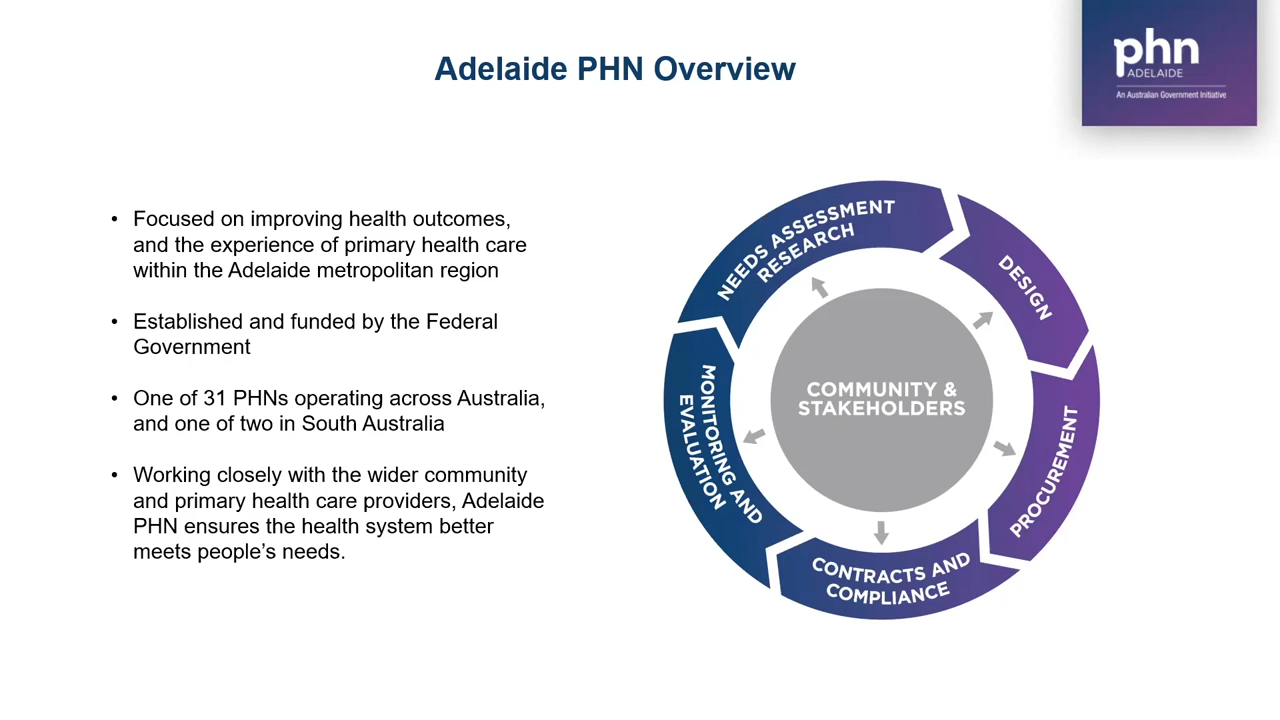 Adelaide PHN Overview
phn
ADELAIDE
An Australian Government Initiative
• Focused on improving health outcomes,
and the experience of primary health care
within the Adelaide metropolitan region
• Established and funded by the Federal
Government
• One of 31 PHNs operating across Australia,
and one of two in South Australia
• Working closely with the wider community
and primary health care providers, Adelaide
PHN ensures the health system better
meets people’s needs.
NEEDS ASSESSMENT
RESEARCH
DESIGN
PROCUREMENT
CONTRACTS AND
COMPLIANCE
MONITORING AND
EVALUATION
COMMUNITY &
STAKEHOLDERS